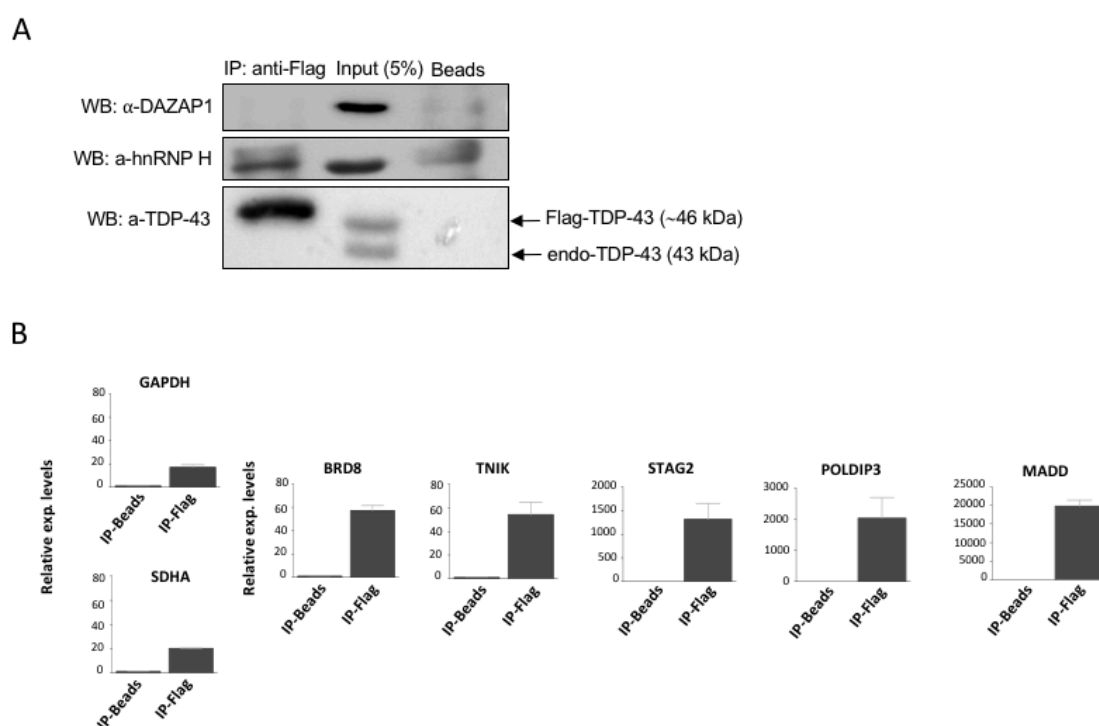 A
IP: anti-Flag Input (5%) Beads
WB: α-DAZAP1
WB: a-hnRNP H
WB: a-TDP-43
Flag-TDP-43 (~46 kDa)
endo-TDP-43 (43 kDa)
B
Relative exp. levels
GAPDH
80
60
40
20
0
IP-Beads IP-Flag
SDHA
80
60
40
20
0
IP-Beads IP-Flag
Relative exp. levels
BRD8
80
60
40
20
0
IP-Beads IP-Flag
TNIK
80
60
40
20
0
IP-Beads IP-Flag
STAG2
2000
1500
1000
500
0
IP-Beads IP-Flag
POLDIP3
3000
2000
1000
0
IP-Beads IP-Flag
MADD
25000
20000
15000
10000
5000
0
IP-Beads IP-Flag